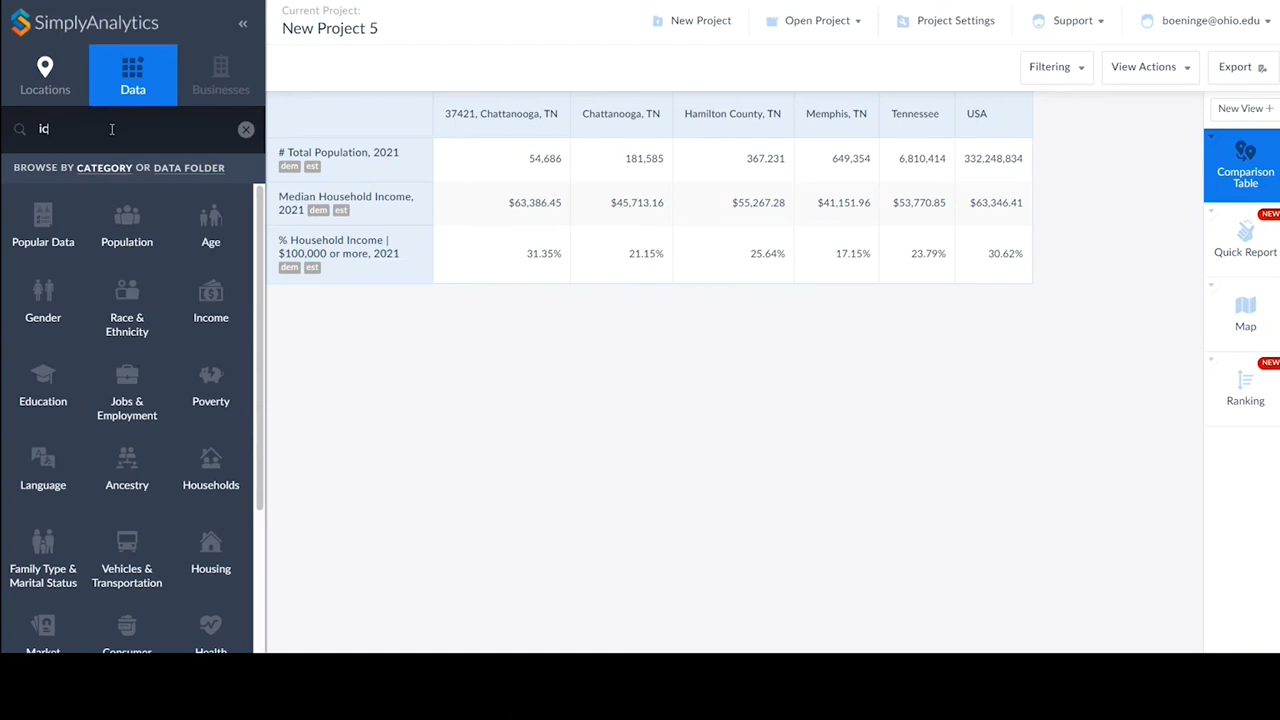 SimplyAnalytics
«
Current Project:
New Project 5
New Project
Open Project
Project Settings
Support
boeninge@ohio.edu
Locations
Data
Businesses
Filtering
View Actions
Export
ic
BROWSE BY CATEGORY OR DATA FOLDER
Popular Data
Population
Age
Gender
Race &
Ethnicity
Income
Education
Jobs &
Employment
Poverty
Language
Ancestry
Households
Family Type &
Marital Status
Vehicles &
Transportation
Housing
Market
Consumer
Health
37421, Chattanooga, TN
Chattanooga, TN
Hamilton County, TN
Memphis, TN
Tennessee
USA
# Total Population, 2021
dem est
54,686
181,585
367,231
649,354
6,810,414
332,248,834
Median Household Income,
2021 dem est
$63,386.45
$45,713.16
$55,267.28
$41,151.96
$53,770.85
$63,346.41
% Household Income |
$100,000 or more, 2021
dem est
31.35%
21.15%
25.64%
17.15%
23.79%
30.62%
New View +
Comparison
Table
NEW
Quick Report
Map
NEW
Ranking